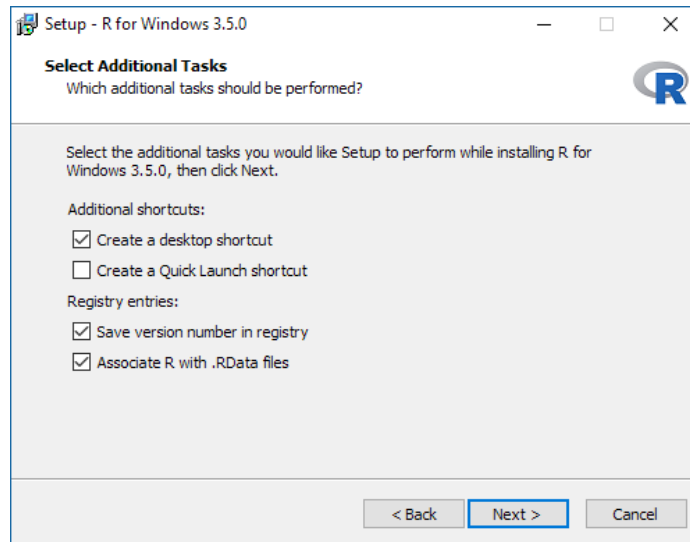 Setup - R for Windows 3.5.0
Select Additional Tasks
Which additional tasks should be performed?
R
Select the additional tasks you would like Setup to perform while installing R for
Windows 3.5.0, then click Next.
Additional shortcuts:
Create a desktop shortcut
Create a Quick Launch shortcut
Registry entries:
Save version number in registry
Associate R with .RData files
< Back Next > Cancel